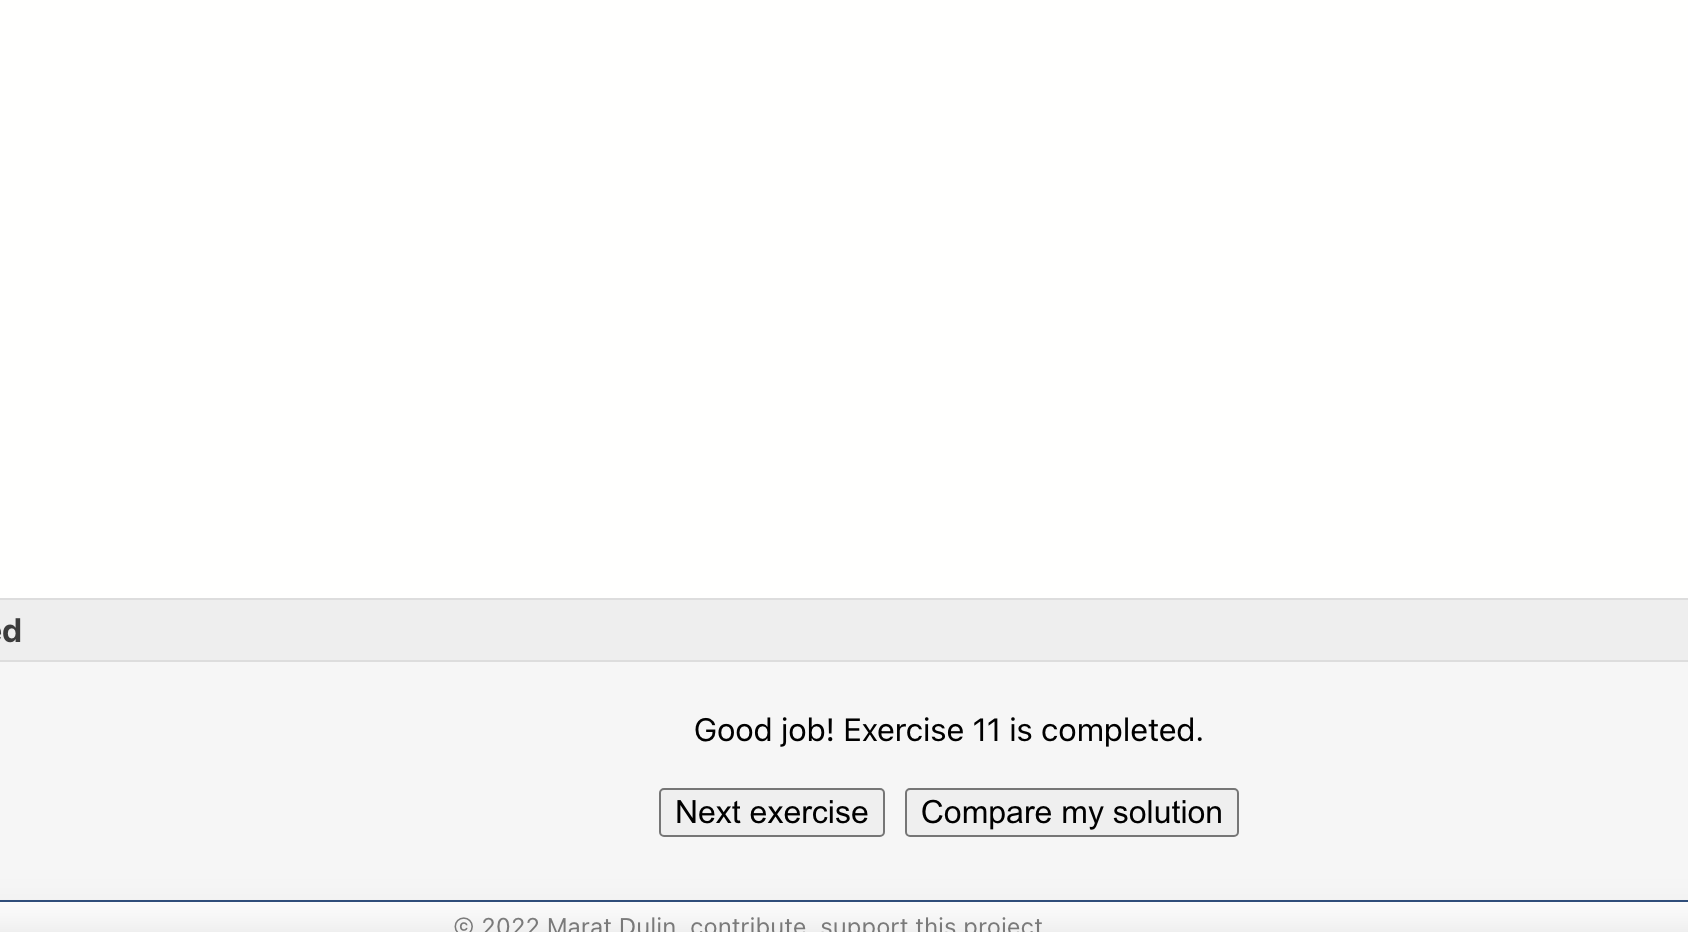 ed
Good job! Exercise 11 is completed.
Next exercise Compare my solution
© 2022 Marat Dulin, contribute, support this project